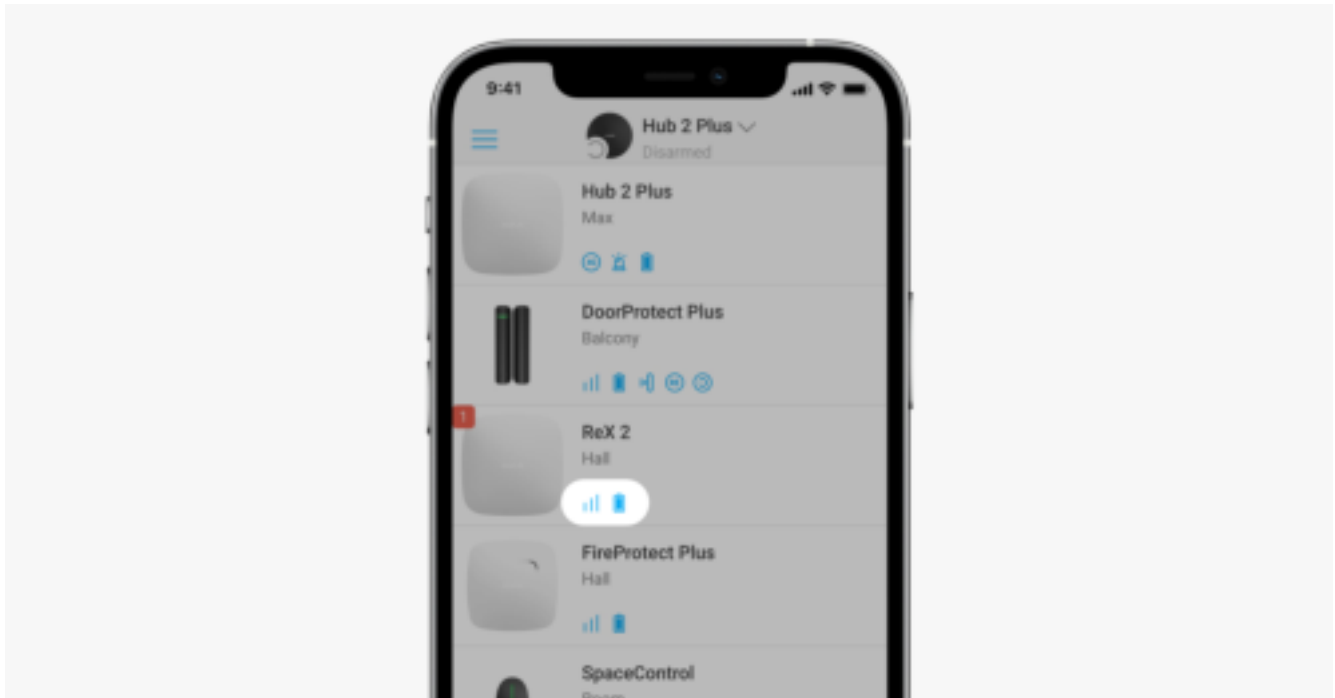 9:41
Hub 2 Plus
Disarmed
Hub 2 Plus
Max
DoorProtect Plus
Balcony
1
ReX 2
Hall
FireProtect Plus
Hall
SpaceControl
Room